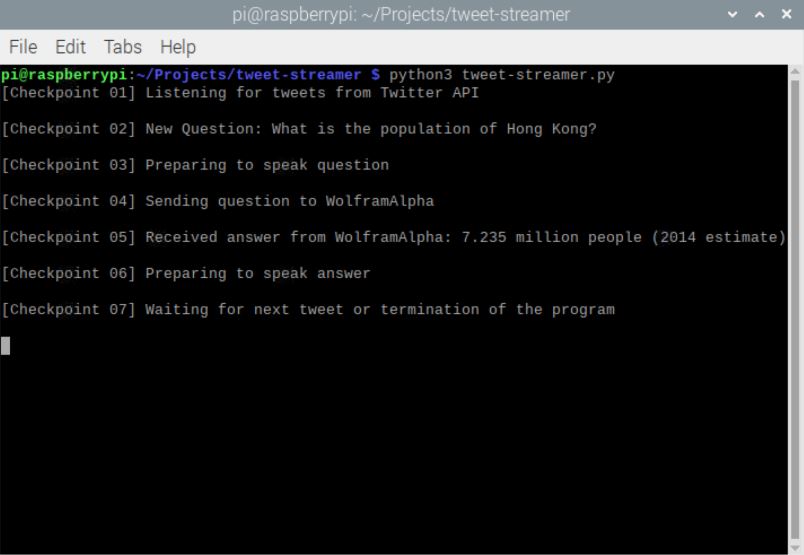 pi@raspberrypi: ~/Projects/tweet-streamer
File Edit Tabs Help
pi@raspberrypi:~/Projects/tweet-streamer $ python3 tweet-streamer.py
[Checkpoint 01] Listening for tweets from Twitter API
[Checkpoint 02] New Question: What is the population of Hong Kong?
[Checkpoint 03] Preparing to speak question
[Checkpoint 04] Sending question to WolframAlpha
[Checkpoint 05] Received answer from WolframAlpha: 7.235 million people (2014 estimate)
[Checkpoint 06] Preparing to speak answer
[Checkpoint 07] Waiting for next tweet or termination of the program